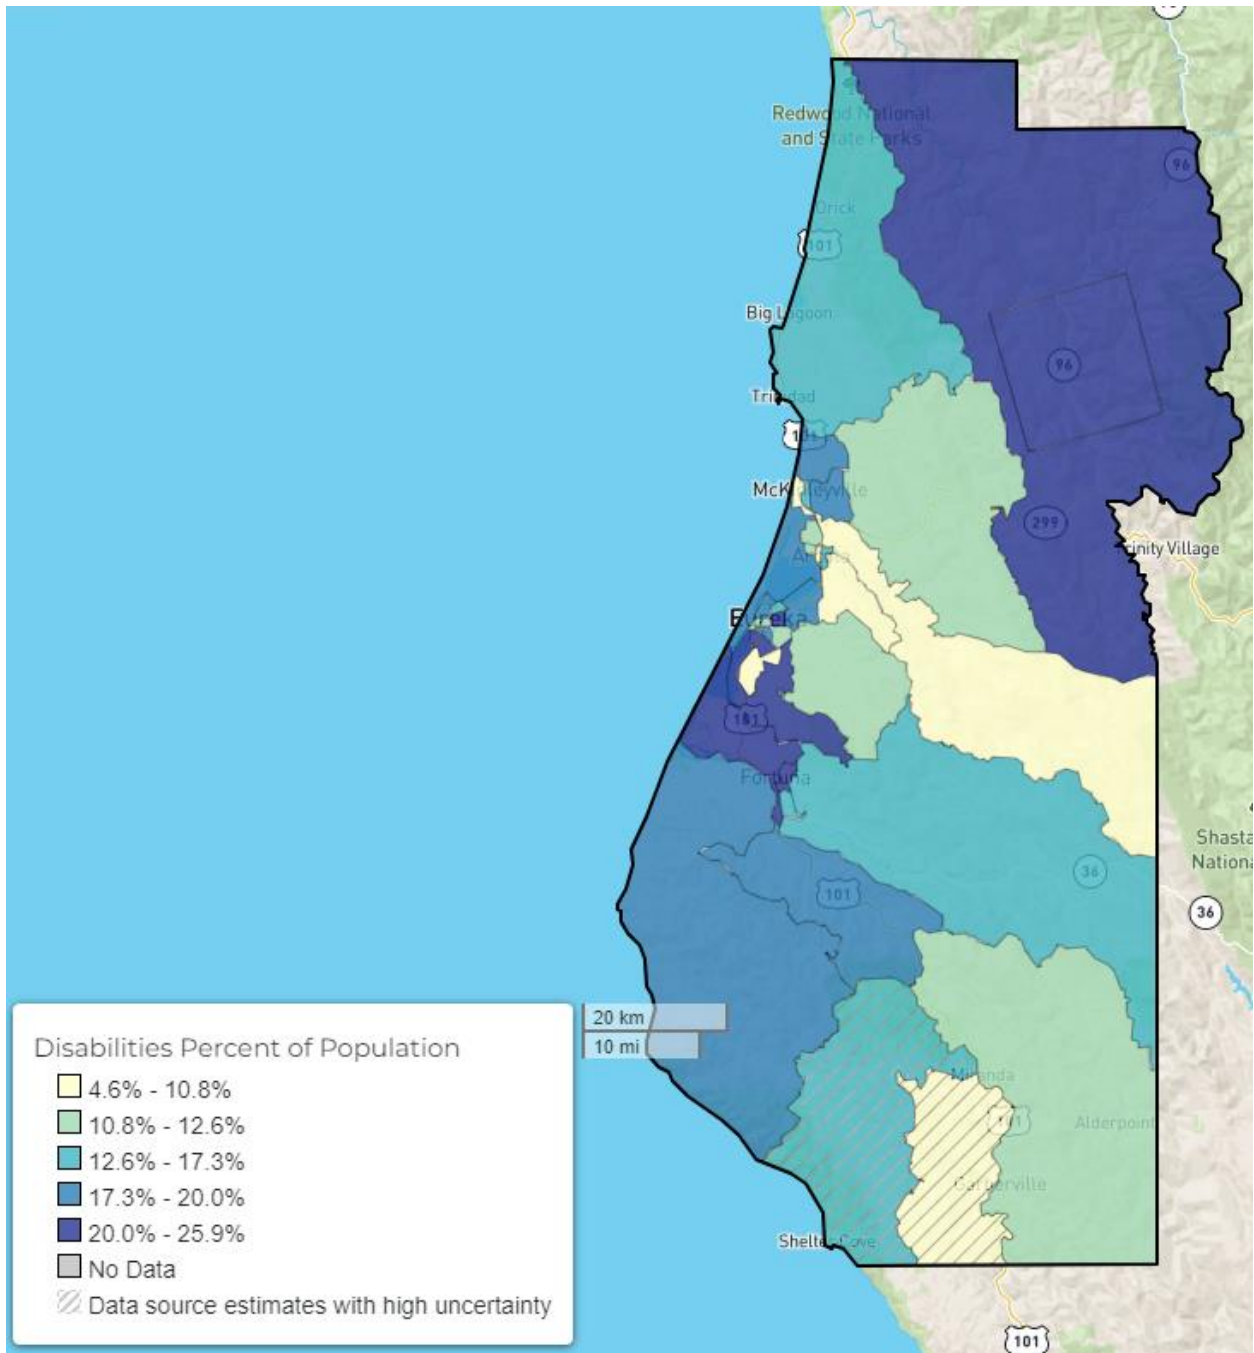 Redwood National
and State Parks
96
Orick
101
Big Lagoon
96
Trinidad
101
McKinleyville
299
Trinity Village
Arcata
Eureka
101
Fortuna
Shasta
Nationa
36
101
36
20 km
10 mi
Miranda
101
Alderpoint
Garberville
Shelter Cove
101
Disabilities Percent of Population
4.6% - 10.8%
10.8% - 12.6%
12.6% - 17.3%
17.3% - 20.0%
20.0% - 25.9%
No Data
Data source estimates with high uncertainty